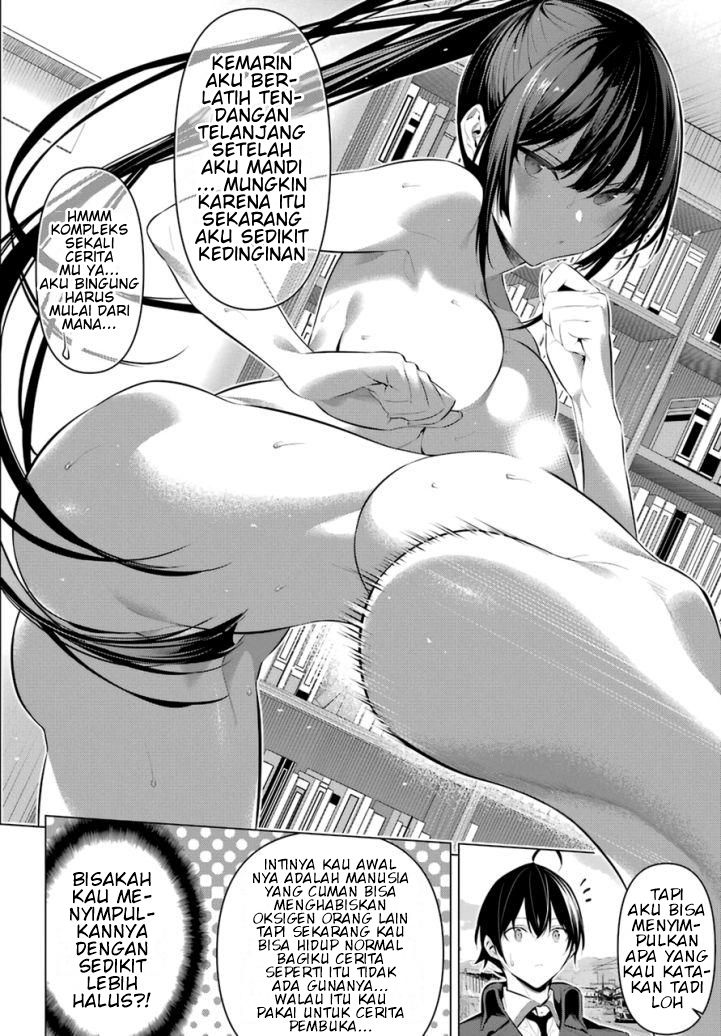 KEMARIN
AKU BER-
LATIH TEN-
DANGAN
TELANJANG
SETELAH
AKU MANDI
... MUNGKIN
KARENA ITU
SEKARANG
AKU SEDIKIT
KEDINGINAN
HMMM
KOMPLEKS
SEKALI
CERITA
MU YA...
AKU BINGUNG
HARUS
MULAI DARI
MANA...
TAPI
AKU BISA
MENYIM-
PULKAN
APA YANG
KAU KATA-
KAN TADI
LOH
INTINYA KAU AWAL
NYA ADALAH MANUSIA
YANG CUMAN BISA
MENGHABISKAN
OKSIGEN ORANG LAIN
TAPI SEKARANG KAU
BISA HIDUP NORMAL
BAGIKU CERITA
SEPERTI ITU TIDAK
ADA GUNANYA...
WALAU ITU KAU
PAKAI UNTUK CERITA
PEMBUKA...
BISAKAH
KAU ME-
NYIMPUL-
KANNYA
DENGAN
SEDIKIT
LEBIH
HALUS?!